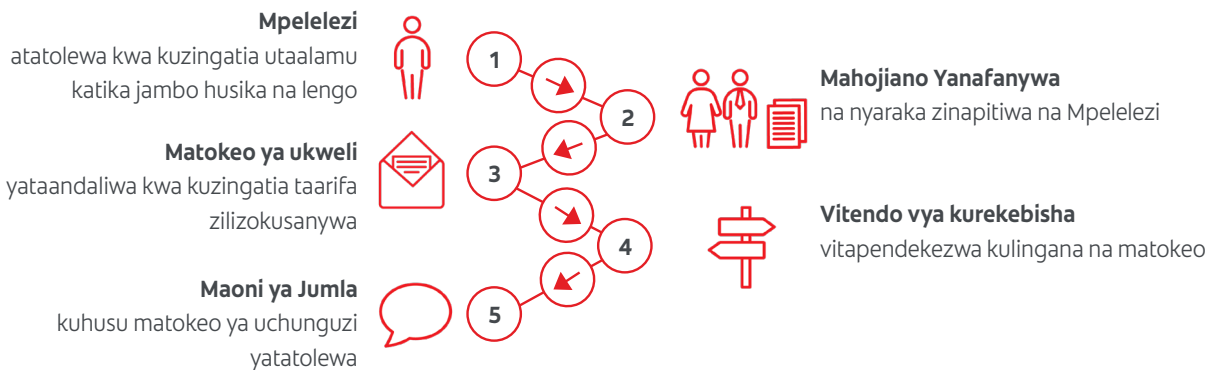 Mpelelezi
atatolewa kwa kuzingatia utaalamu
katika jambo husika na lengo
1
2
Mahojiano Yanafanywa
na nyaraka zinapitiwa na Mpelelezi
Matokeo ya ukweli
yataandaliwa kwa kuzingatia taarifa
zilizokusanywa
3
4
Vitendo vya kurekebisha
vitapendekezwa kulingana na matokeo
Maoni ya Jumla
kuhusu matokeo ya uchunguzi
yatatolewa
5